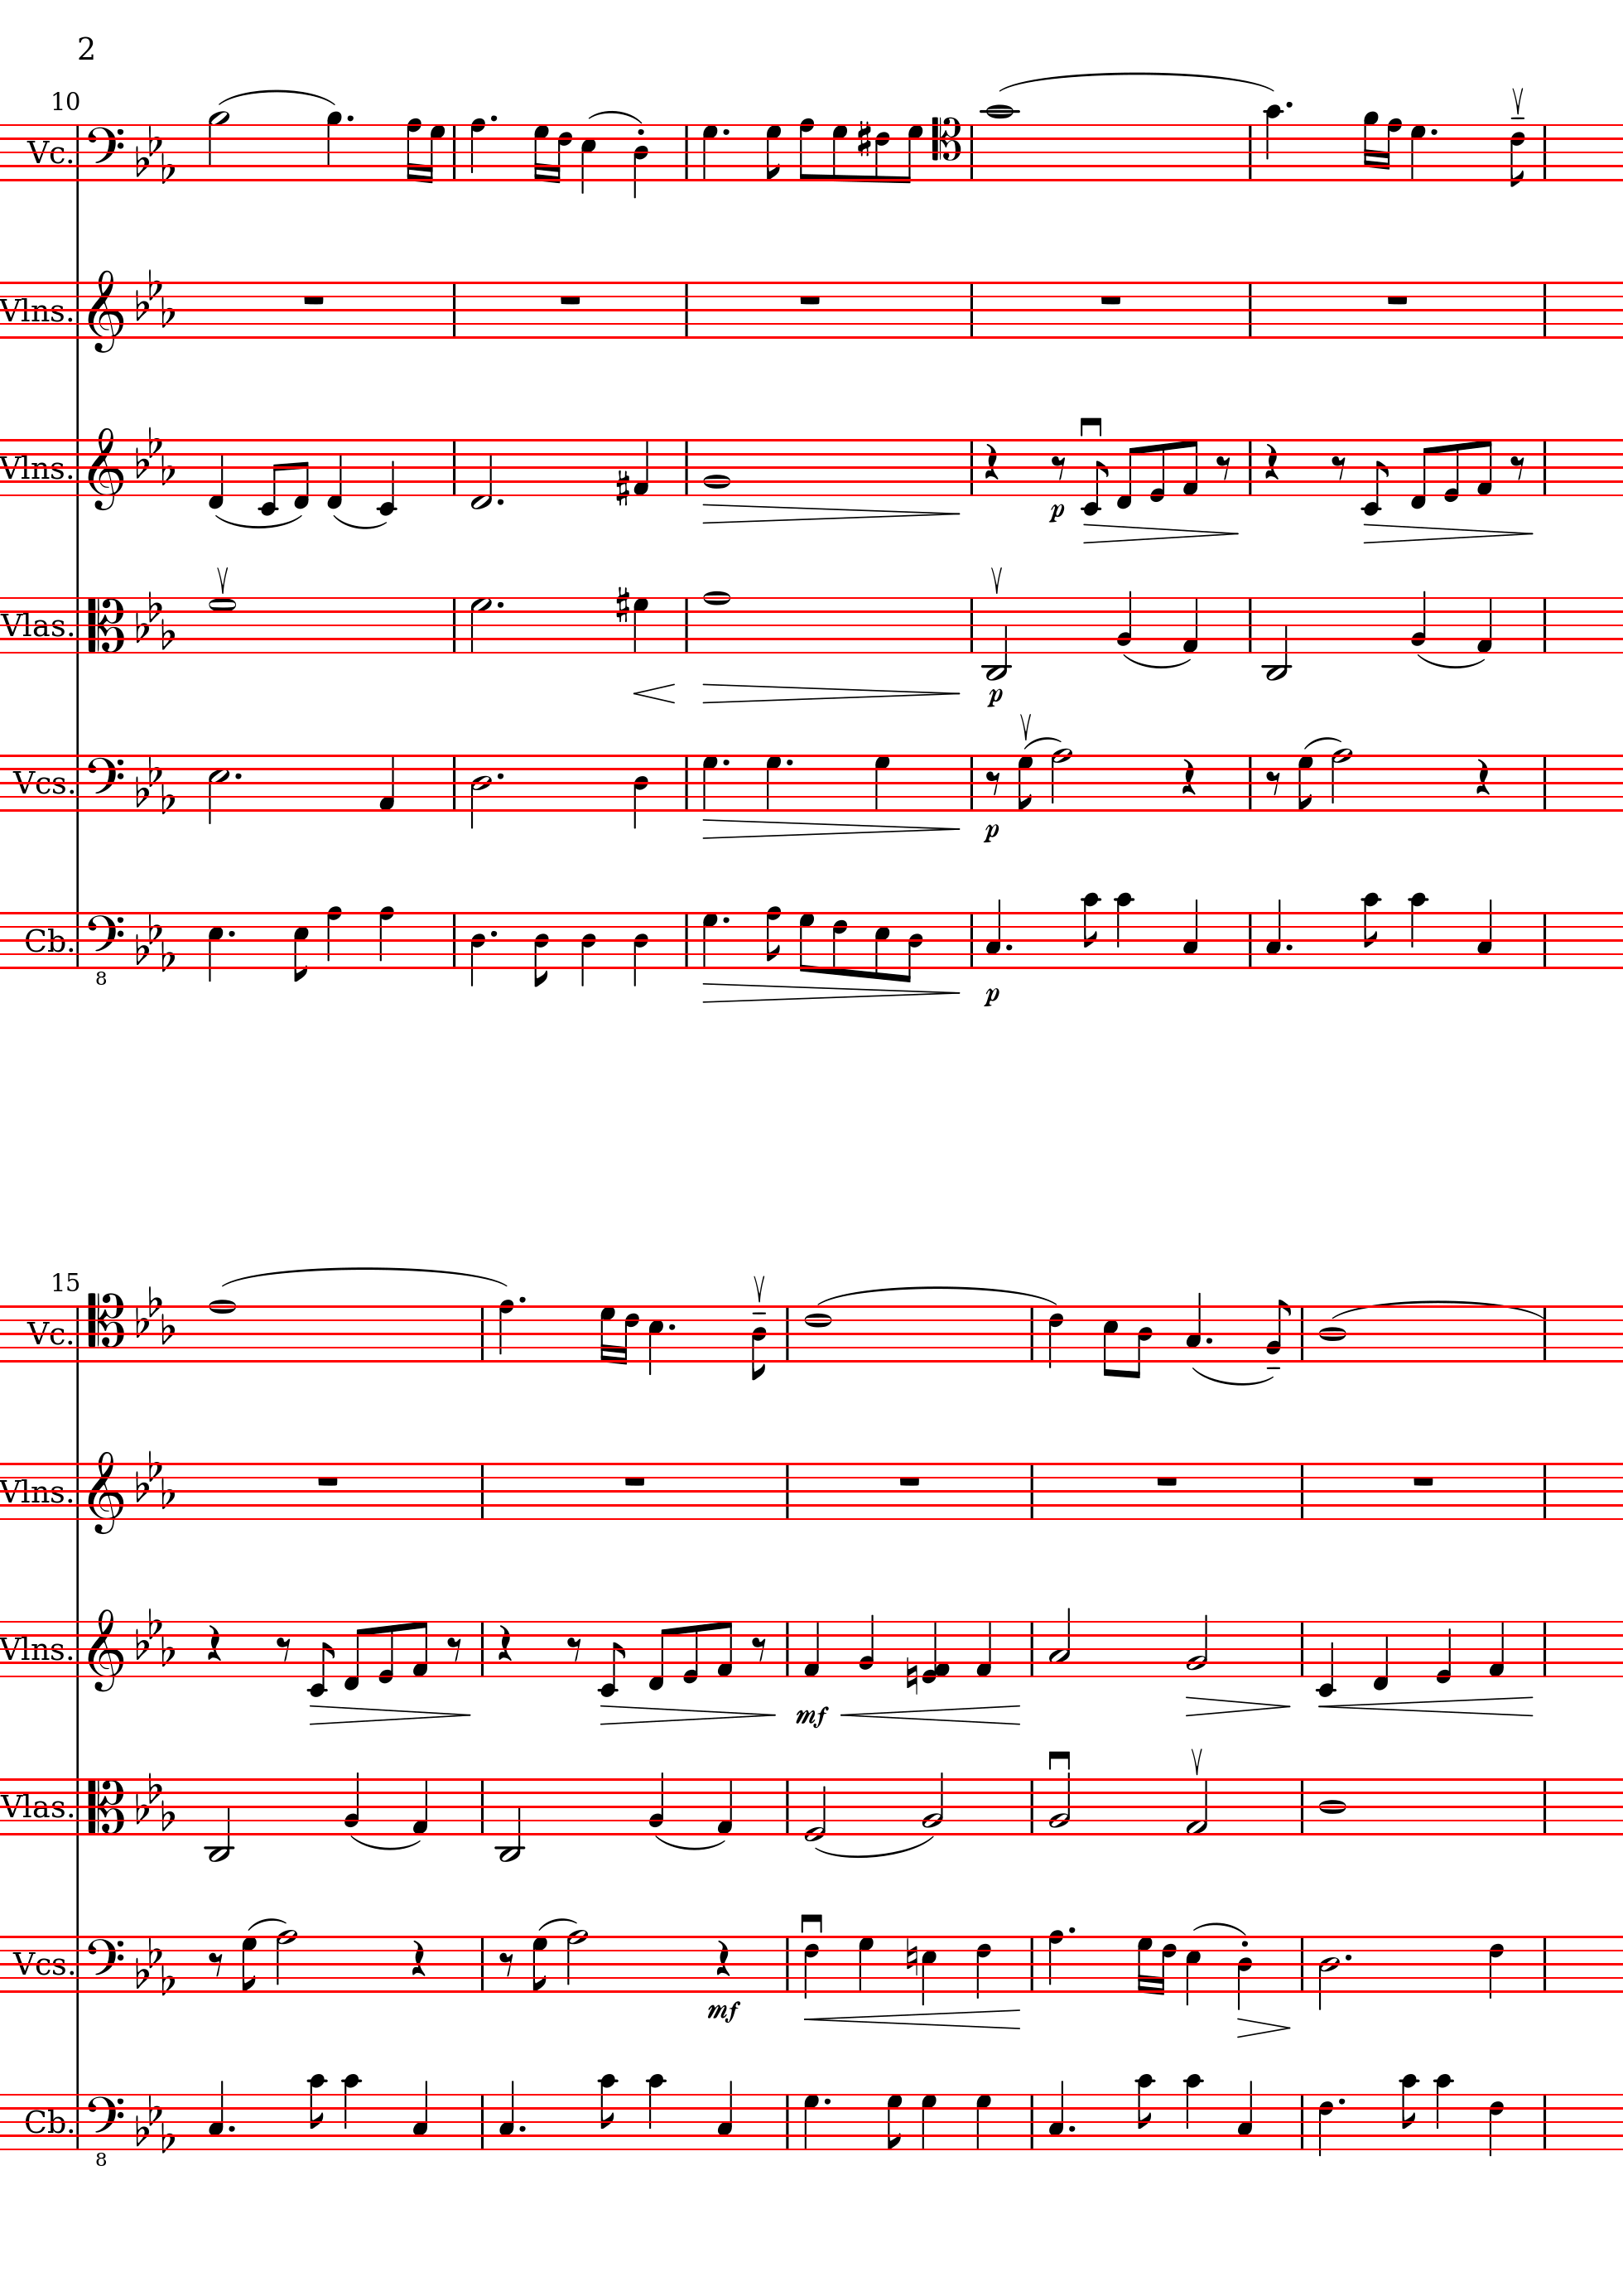 2
10
Vc.
Vlns.
Vlns.
p
Vlas.
p
Vcs.
p
Cb.
8
p
15
Vc.
Vlns.
Vlns.
mf
Vlas.
Vcs.
mf
Cb.
8